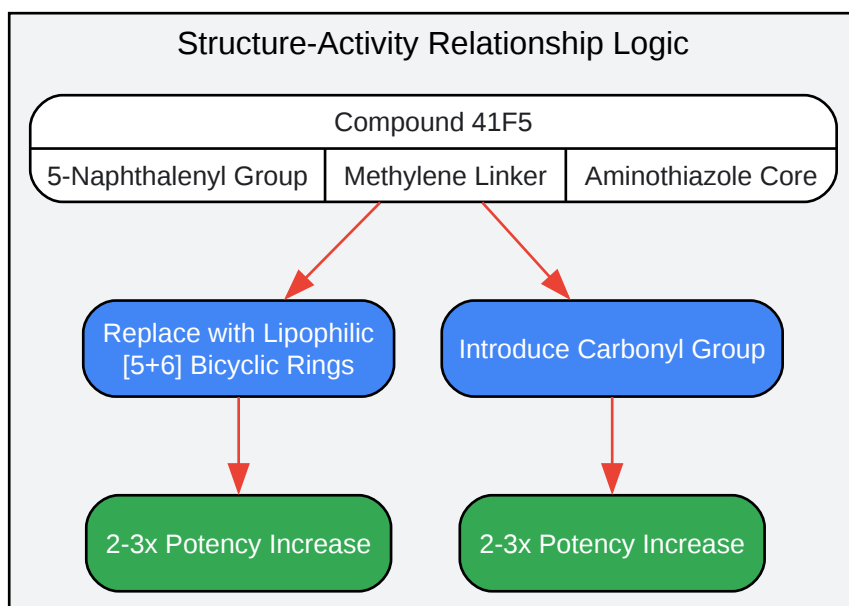 Structure-Activity Relationship Logic
Compound 41F5
5-Naphthalenyl Group
Methylene Linker
Aminothiazole Core
Replace with Lipophilic
[5+6] Bicyclic Rings
Introduce Carbonyl Group
2-3x Potency Increase
2-3x Potency Increase